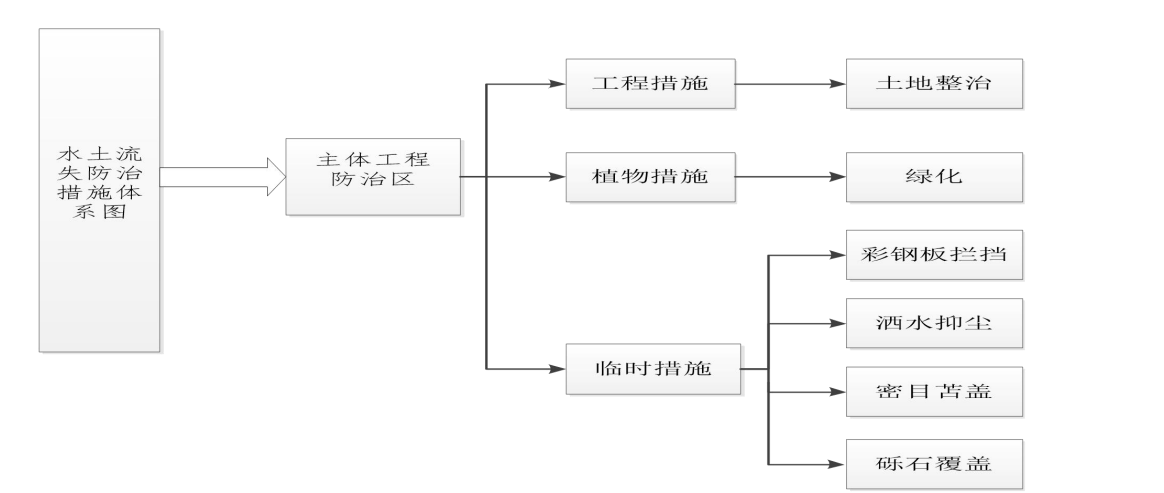 水土流
失防治
措施体
系图
主体工程
防治区
工程措施
土地整治
植物措施
绿化
临时措施
彩钢板拦挡
洒水抑尘
密目苫盖
砾石覆盖